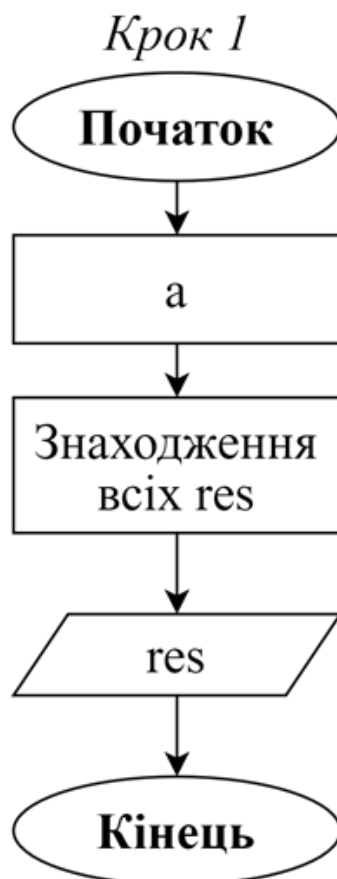 Крок 1
Початок
a
Знаходження
всіх res
res
Кінець